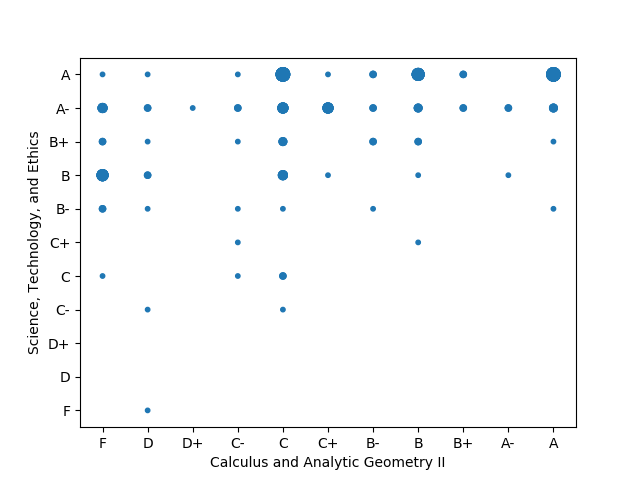 Science, Technology, and Ethics
A
A-
B+
B
B-
C+
C
C-
D+
D
F
F D D+ C- C C+ B- B B+ A- A
Calculus and Analytic Geometry II